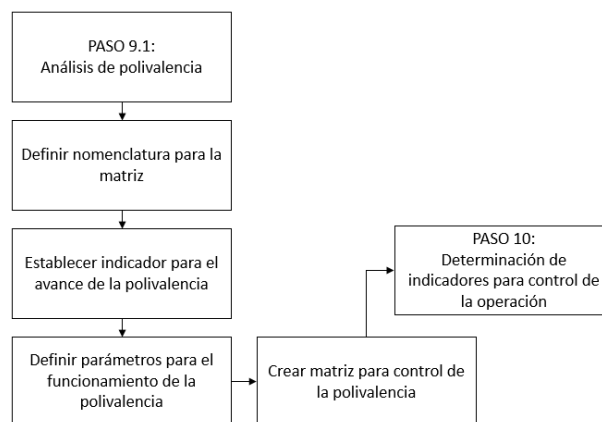 PASO 9.1:
Análisis de polivalencia
Definir nomenclatura para la
matriz
Establecer indicador para el
avance de la polivalencia
Definir parámetros para el
funcionamiento de la
polivalencia
Crear matriz para control de
la polivalencia
PASO 10:
Determinación de
indicadores para control de
la operación